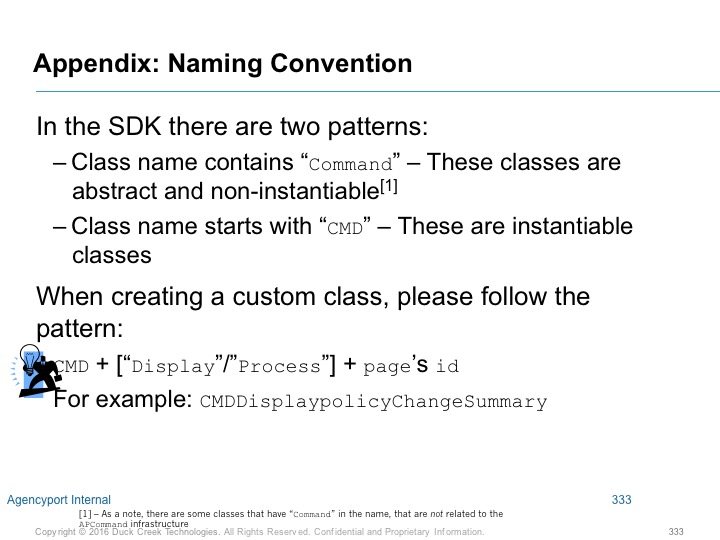 Appendix: Naming Convention
In the SDK there are two patterns:
– Class name contains “Command” – These classes are
abstract and non-instantiable[1]
– Class name starts with “CMD” – These are instantiable
classes
When creating a custom class, please follow the
pattern:
CMD + [“Display”/”Process”] + page’s id
For example: CMDDisplaypolicyChangeSummary
Agencyport Internal
333
[1] – As a note, there are some classes that have “Command” in the name, that are not related to the
APCommand infrastructure
Copyright © 2016 Duck Creek Technologies. All Rights Reserved. Confidential and Proprietary Information.
333